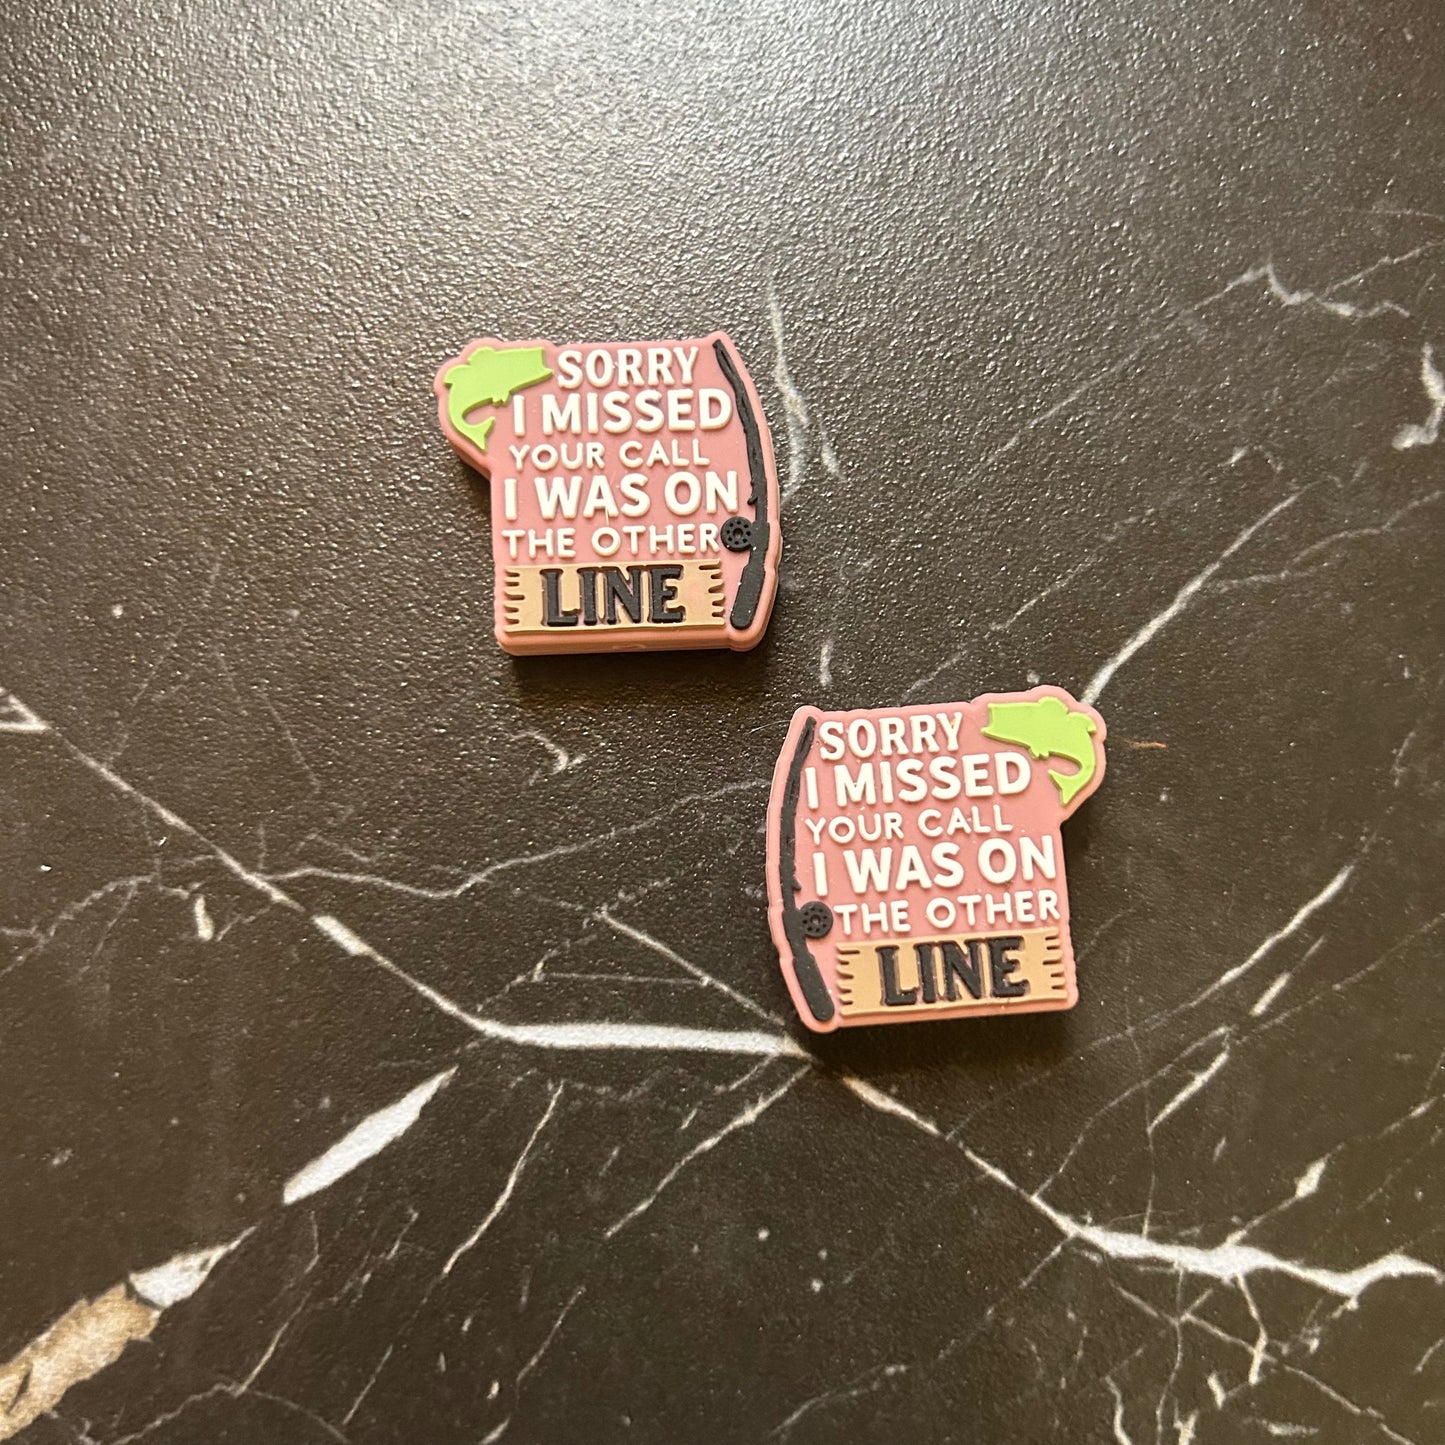 SORRY
I MISSED
YOUR CALL
I WAS ON
THE OTHER
LINE
SORRY
I MISSED
YOUR CALL
I WAS ON
THE OTHER
LINE